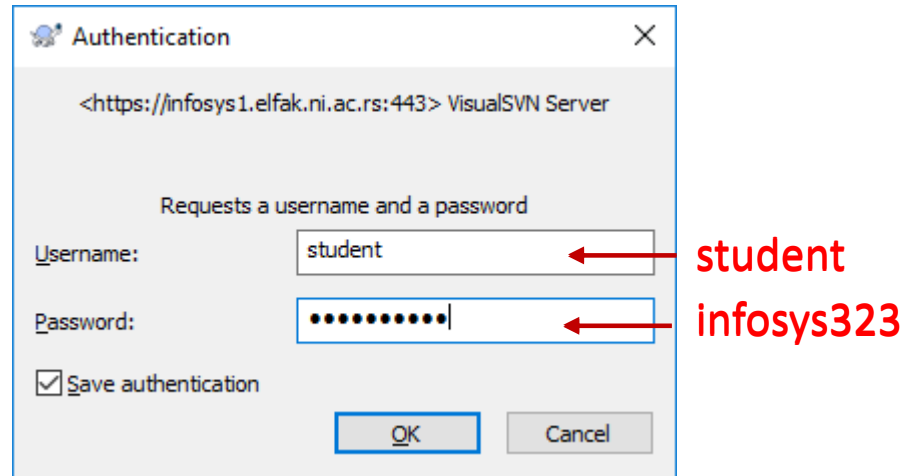 Authentication
<https://infosys1.elfak.ni.ac.rs:443> VisualSVN Server
Requests a username and a password
Username: student student
Password: ●●●●●●●●●● infosys323
Save authentication
OK Cancel